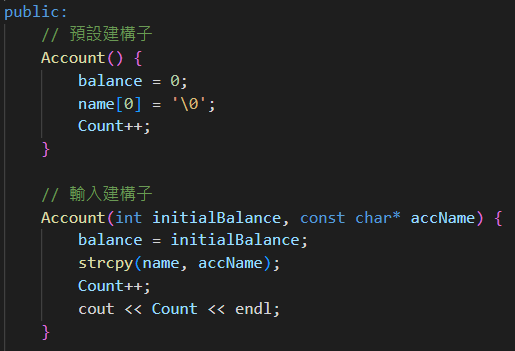 public:
    // 預設建構子
    Account() {
        balance = 0;
        name[0] = '\0';
        Count++;
    }

    // 輸入建構子
    Account(int initialBalance, const char* accName) {
        balance = initialBalance;
        strcpy(name, accName);
        Count++;
        cout << Count << endl;
    }